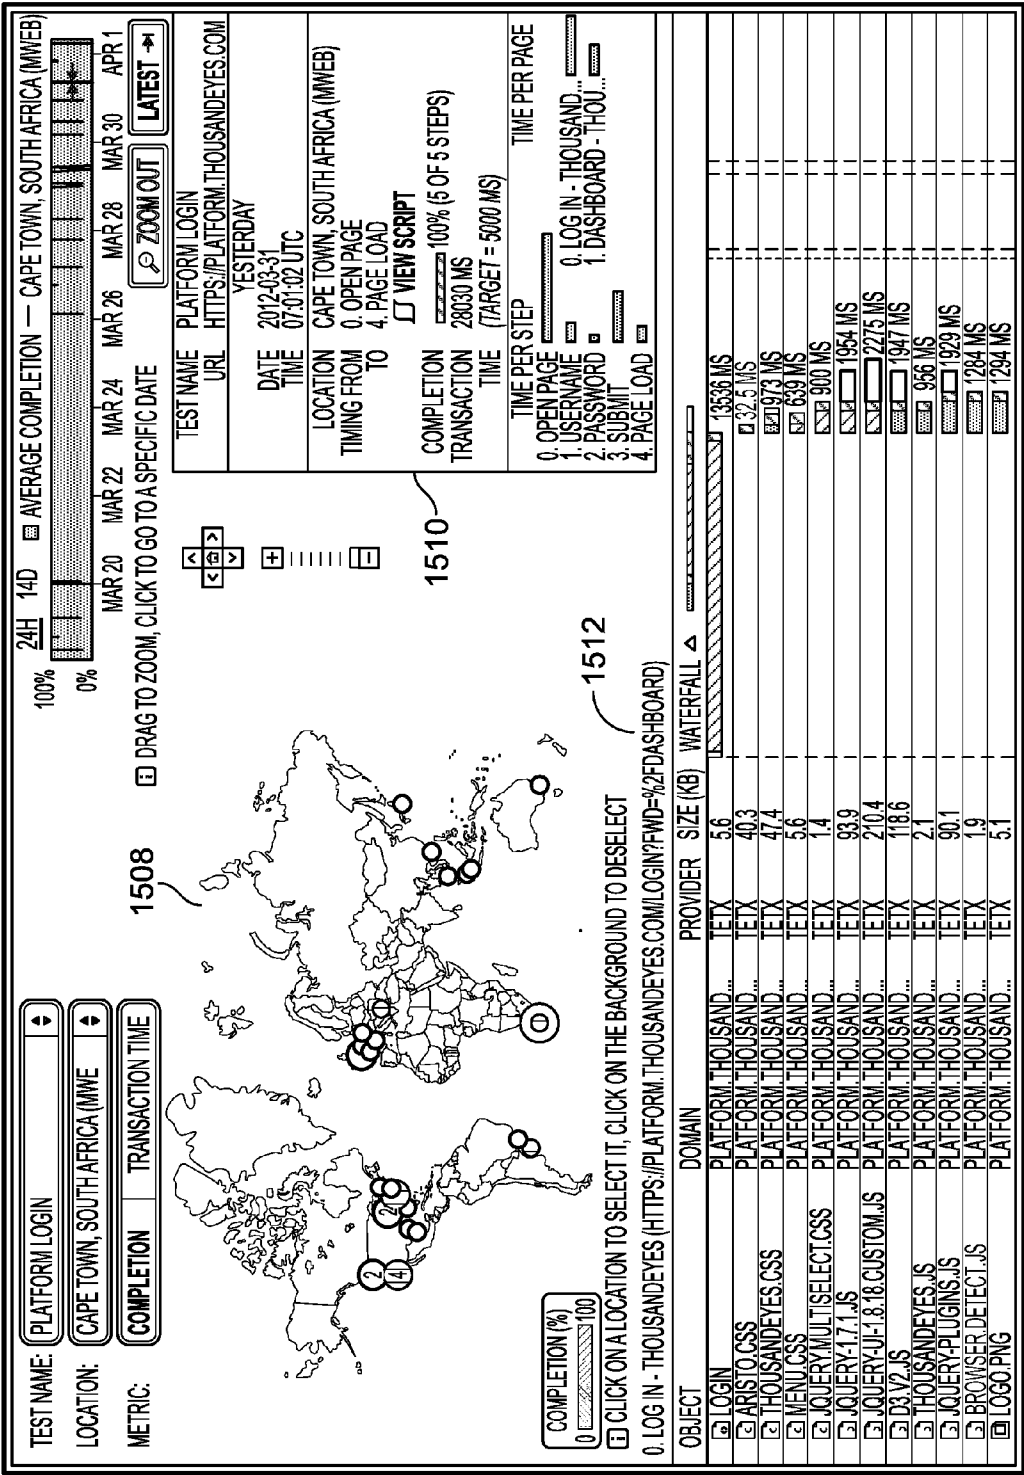 TEST NAME: PLATFORM LOGIN
LOCATION: CAPE TOWN, SOUTH AFRICA (MWE
METRIC: COMPLETION TRANSACTION TIME
24H 14D AVERAGE COMPLETION — CAPE TOWN, SOUTH AFRICA (MWEB)
100%
0%
MAR 20 MAR 22 MAR 24 MAR 26 MAR 28 MAR 30 APR 1
i DRAG TO ZOOM, CLICK TO GO TO A SPECIFIC DATE
ZOOM OUT
LATEST
1508
2
14
2
COMPLETION (%)
0 100
i CLICK ON A LOCATION TO SELECT IT, CLICK ON THE BACKGROUND TO DESELECT
TEST NAME PLATFORM LOGIN
URL HTTPS://PLATFORM.THOUSANDEYES.COM
YESTERDAY
DATE 2012-03-31
TIME 07:01:02 UTC
LOCATION CAPE TOWN, SOUTH AFRICA (MWEB)
TIMING FROM 0. OPEN PAGE
TO 4. PAGE LOAD
VIEW SCRIPT
COMPLETION 100% (5 OF 5 STEPS)
TRANSACTION 28030 MS
TIME (TARGET = 5000 MS)
TIME PER STEP
0. OPEN PAGE
1. USERNAME
2. PASSWORD
3. SUBMIT
4. PAGE LOAD
TIME PER PAGE
0. LOG IN - THOUSAND...
1. DASHBOARD - THOU...
1510
1512
0. LOG IN - THOUSANDEYES (HTTPS://PLATFORM.THOUSANDEYES.COM/LOGIN?FWD=%2FDASHBOARD)
OBJECT DOMAIN PROVIDER SIZE (KB) WATERFALL
LOGIN PLATFORM.THOUSAND... TETX 5.6 13536 MS
ARISTO.CSS PLATFORM.THOUSAND... TETX 40.3 32.5 MS
THOUSANDEYES.CSS PLATFORM.THOUSAND... TETX 47.4 973 MS
MENU.CSS PLATFORM.THOUSAND... TETX 5.6 639 MS
JQUERY.MULTISELECT.CSS PLATFORM.THOUSAND... TETX 1.4 900 MS
JQUERY-1.7.1.JS PLATFORM.THOUSAND... TETX 93.9 1954 MS
JQUERY-UI-1.8.18.CUSTOM.JS PLATFORM.THOUSAND... TETX 210.4 2275 MS
D3.V2.JS PLATFORM.THOUSAND... TETX 118.6 1947 MS
THOUSANDEYES.JS PLATFORM.THOUSAND... TETX 2.1 956 MS
JQUERY-PLUGINS.JS PLATFORM.THOUSAND... TETX 90.1 1929 MS
BROWSER.DETECT.JS PLATFORM.THOUSAND... TETX 1.9 1284 MS
LOGO.PNG PLATFORM.THOUSAND... TETX 5.1 1294 MS